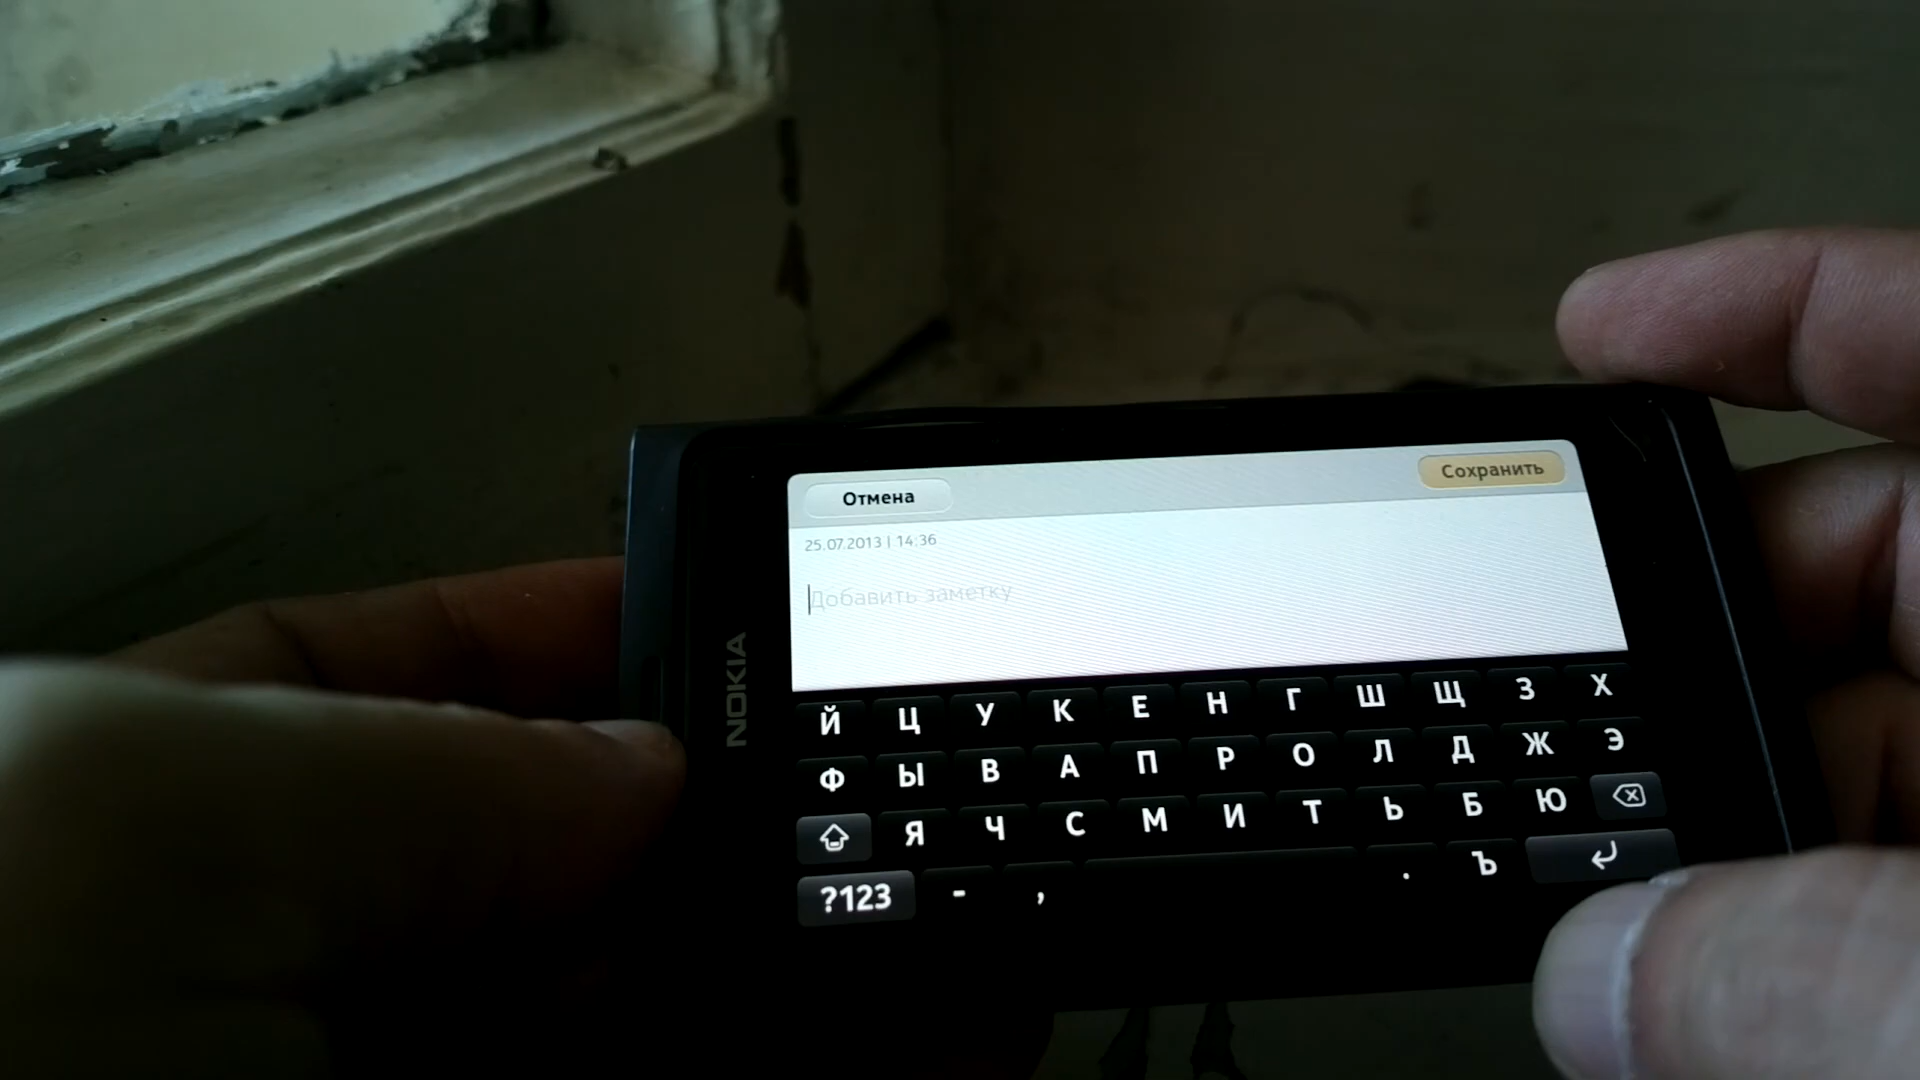 Отмена
Сохранить
25.07.2013 | 14:36
Добавить заметку
NOKIA
Й Ц У К Е Н Г Ш Щ З Х
Ф Ы В А П Р О Л Д Ж Э
Я Ч С М И Т Ь Б Ю
?123 - , . Ъ